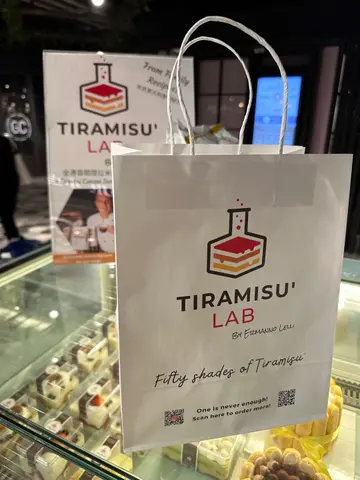 From Family
TIRAMISU'
LAB
TIRAMISU'
LAB
BY ERMANNO LELLI
Fifty shades of Tiramisu
One is never enough!
Scan here to order more!